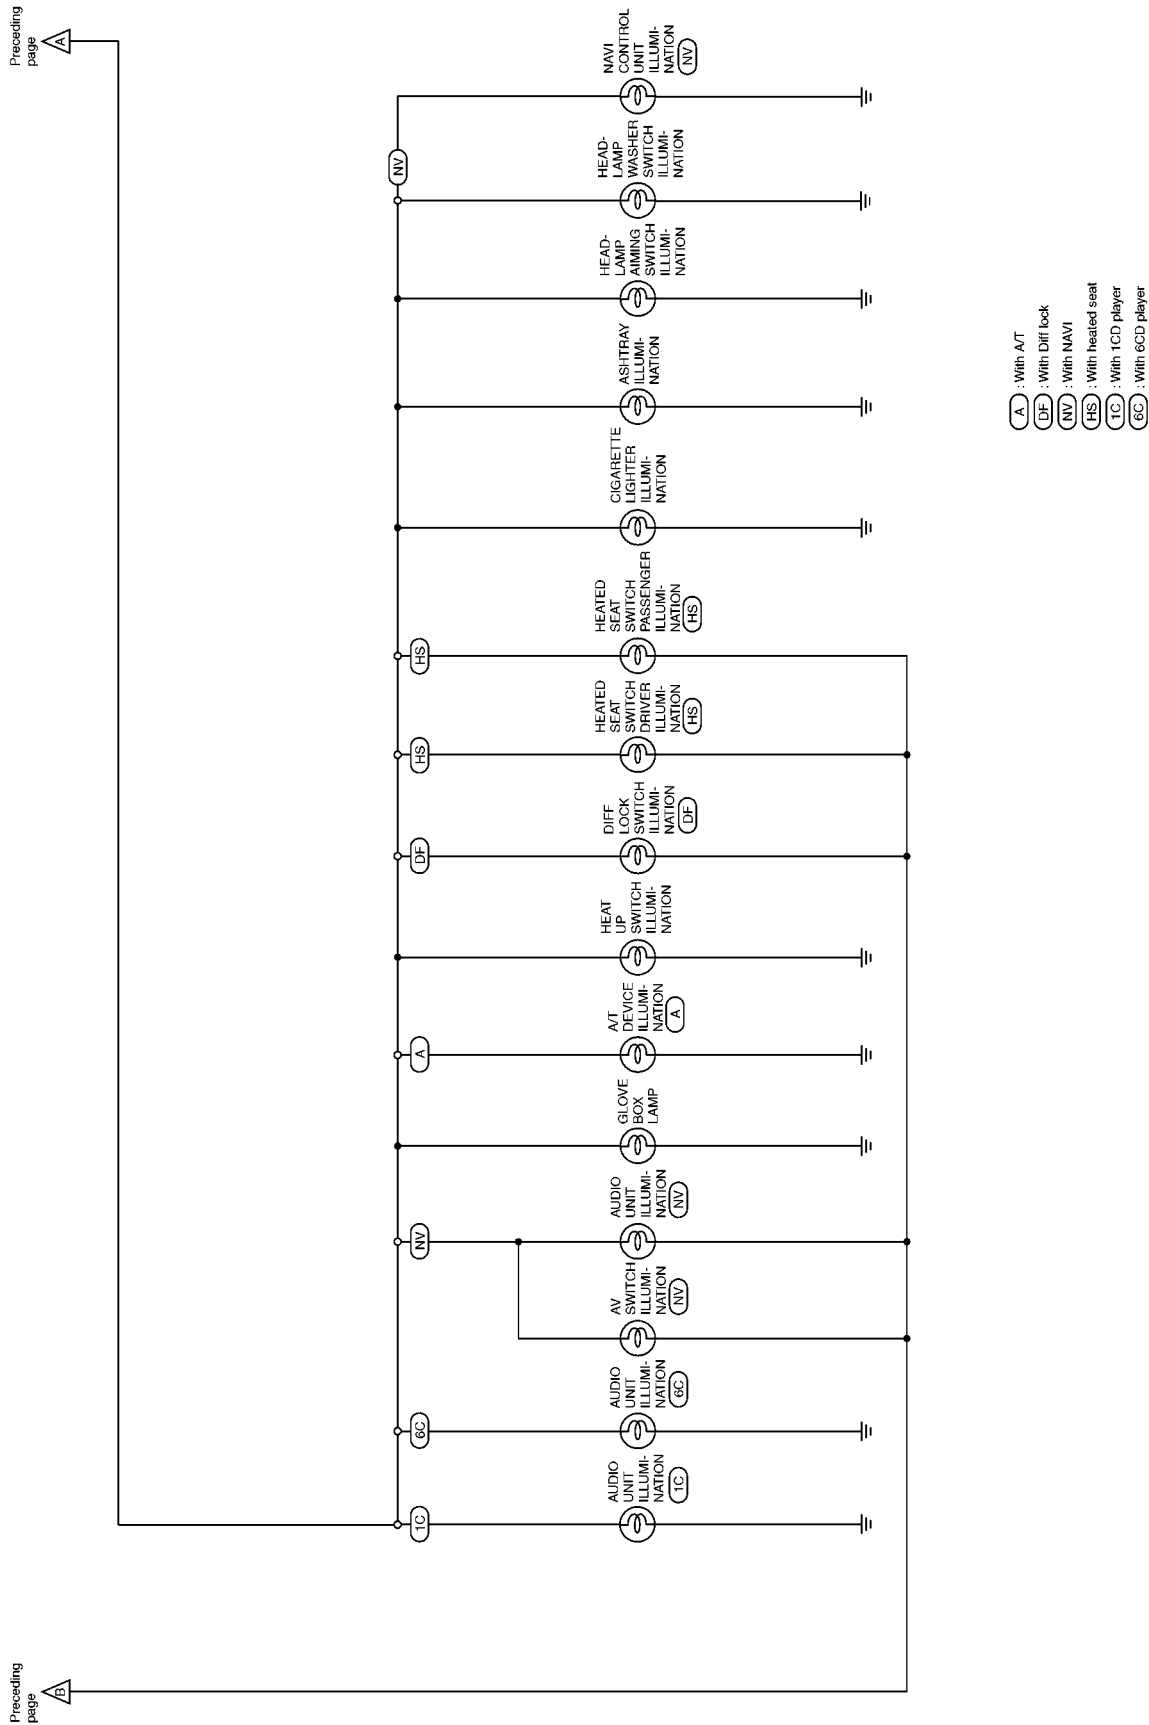 Preceding
page
A
NV
NAVI
CONTROL
UNIT
ILLUMI-
NATION
NV
HEAD-
LAMP
WASHER
SWITCH
ILLUMI-
NATION
HEAD-
LAMP
AIMING
SWITCH
ILLUMI-
NATION
ASHTRAY
ILLUMI-
NATION
CIGARETTE
LIGHTER
ILLUMI-
NATION
HS
HEATED
SEAT
SWITCH
PASSENGER
ILLUMI-
NATION
HS
HS
HEATED
SEAT
SWITCH
DRIVER
ILLUMI-
NATION
HS
DF
DIFF
LOCK
SWITCH
ILLUMI-
NATION
DF
HEAT
UP
SWITCH
ILLUMI-
NATION
A
A/T
DEVICE
ILLUMI-
NATION
A
GLOVE
BOX
LAMP
NV
AUDIO
UNIT
ILLUMI-
NATION
NV
AV
SWITCH
ILLUMI-
NATION
NV
6C
AUDIO
UNIT
ILLUMI-
NATION
6C
1C
AUDIO
UNIT
ILLUMI-
NATION
1C
Preceding
page
B
A : With A/T
DF : With Diff lock
NV : With NAVI
HS : With heated seat
1C : With 1CD player
6C : With 6CD player